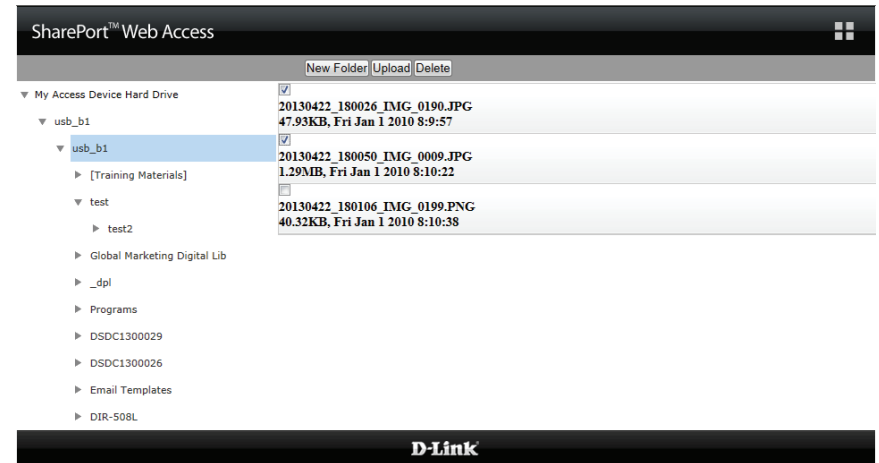 SharePort™ Web Access
New Folder Upload Delete
My Access Device Hard Drive
usb_b1
usb_b1
[Training Materials]
test
test2
Global Marketing Digital Lib
_dpl
Programs
DSDC1300029
DSDC1300026
Email Templates
DIR-508L
20130422_180026_IMG_0190.JPG
47.93KB, Fri Jan 1 2010 8:9:57
20130422_180050_IMG_0009.JPG
1.29MB, Fri Jan 1 2010 8:10:22
20130422_180106_IMG_0199.PNG
40.32KB, Fri Jan 1 2010 8:10:38
D-Link